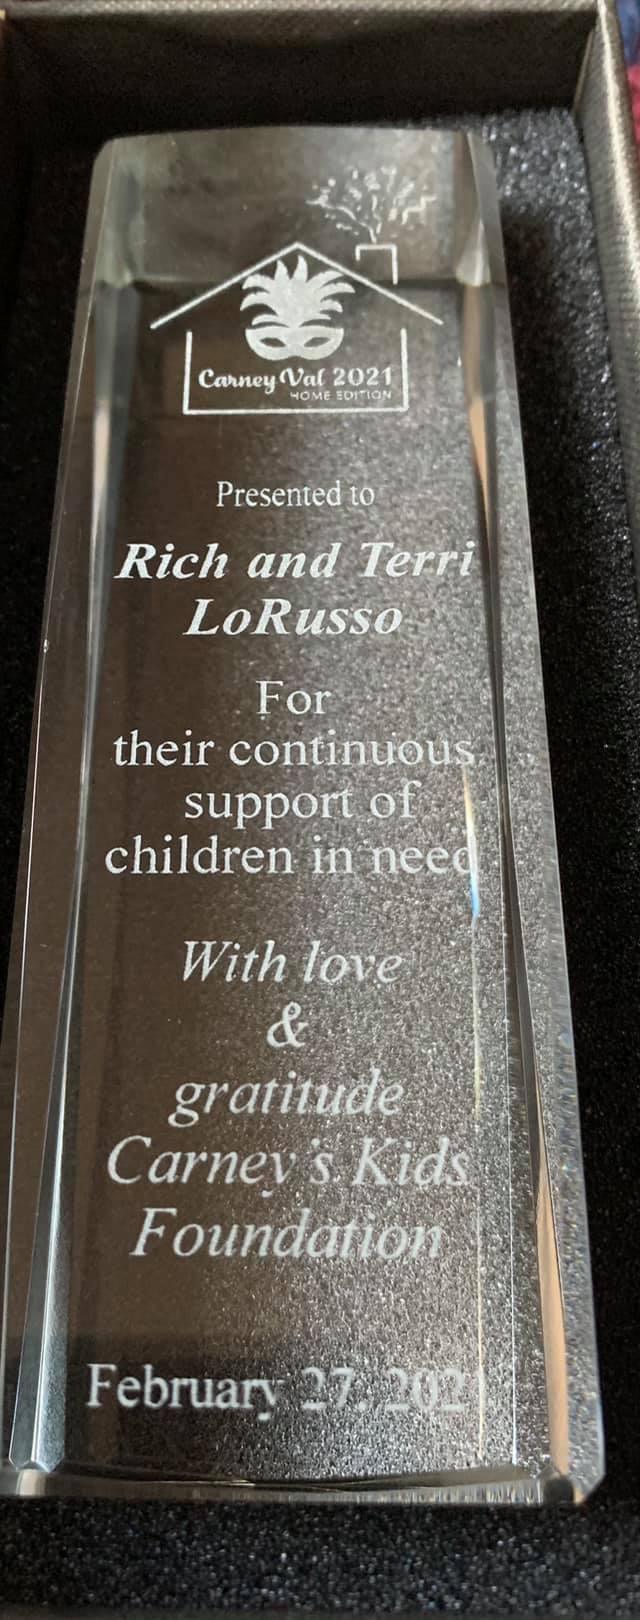 Carney Val 2021
HOME EDITION
Presented to
Rich and Terri
LoRusso
For
their continuous
support of
children in need
With love
&
gratitude
Carney's Kids
Foundation
February 27, 202